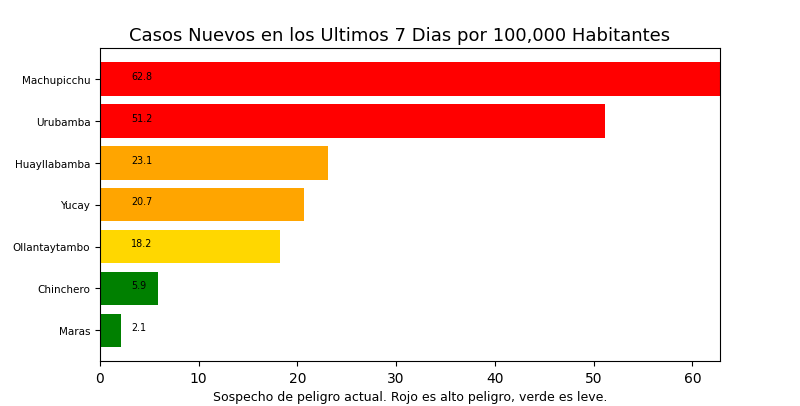 Casos Nuevos en los Ultimos 7 Dias por 100,000 Habitantes
Machupicchu 62.8
Urubamba 51.2
Huayllabamba 23.1
Yucay 20.7
Ollantaytambo 18.2
Chinchero 5.9
Maras 2.1
0 10 20 30 40 50 60
Sospecho de peligro actual. Rojo es alto peligro, verde es leve.